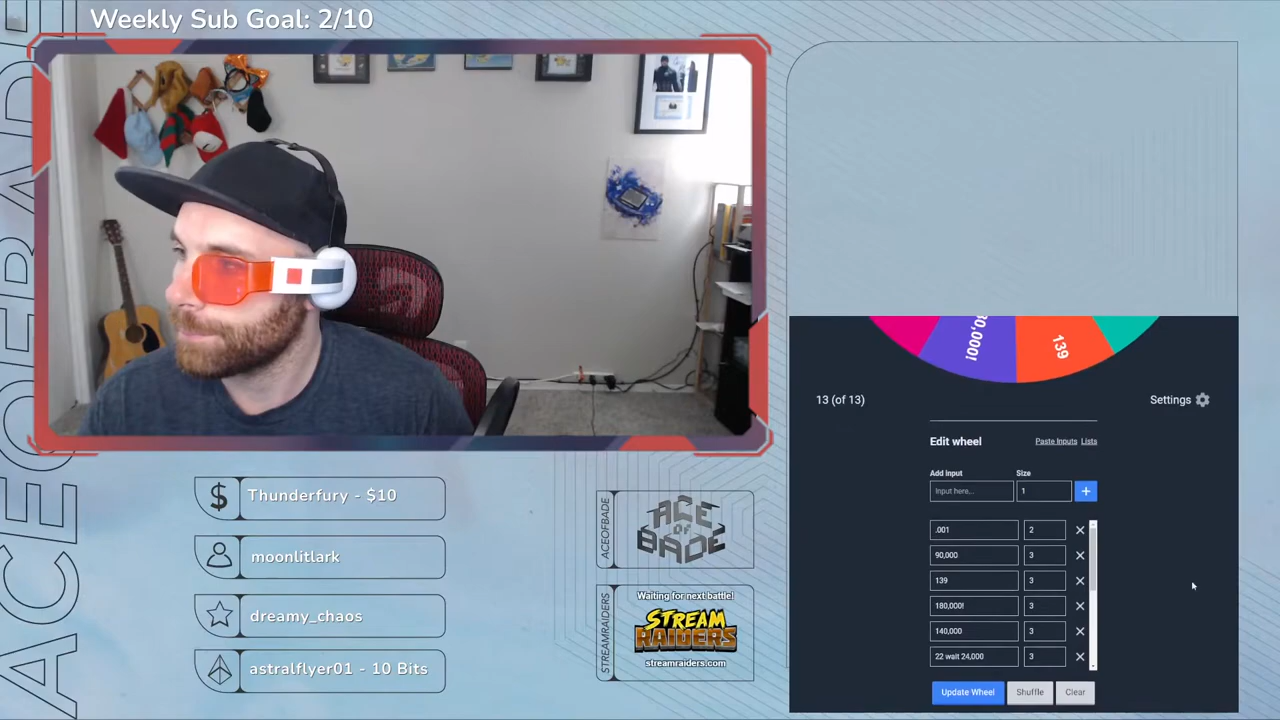 Weekly Sub Goal: 2/10
ACEOFBADE
Thunderfury - $10
moonlitlark
dreamy_chaos
astralflyer01 - 10 Bits
ACEOFBADE
ACE
OF
BADE
STREAMRAIDERS
Waiting for next battle!
STREAM
RAIDERS
streamraiders.com
80,000!
139
13 (of 13)
Settings
Edit wheel
Paste Inputs
Lists
Add input
Size
Input here...
1
+
.001
2
90,000
3
139
3
180,000!
3
140,000
3
22 wait 24,000
3
Update Wheel
Shuffle
Clear